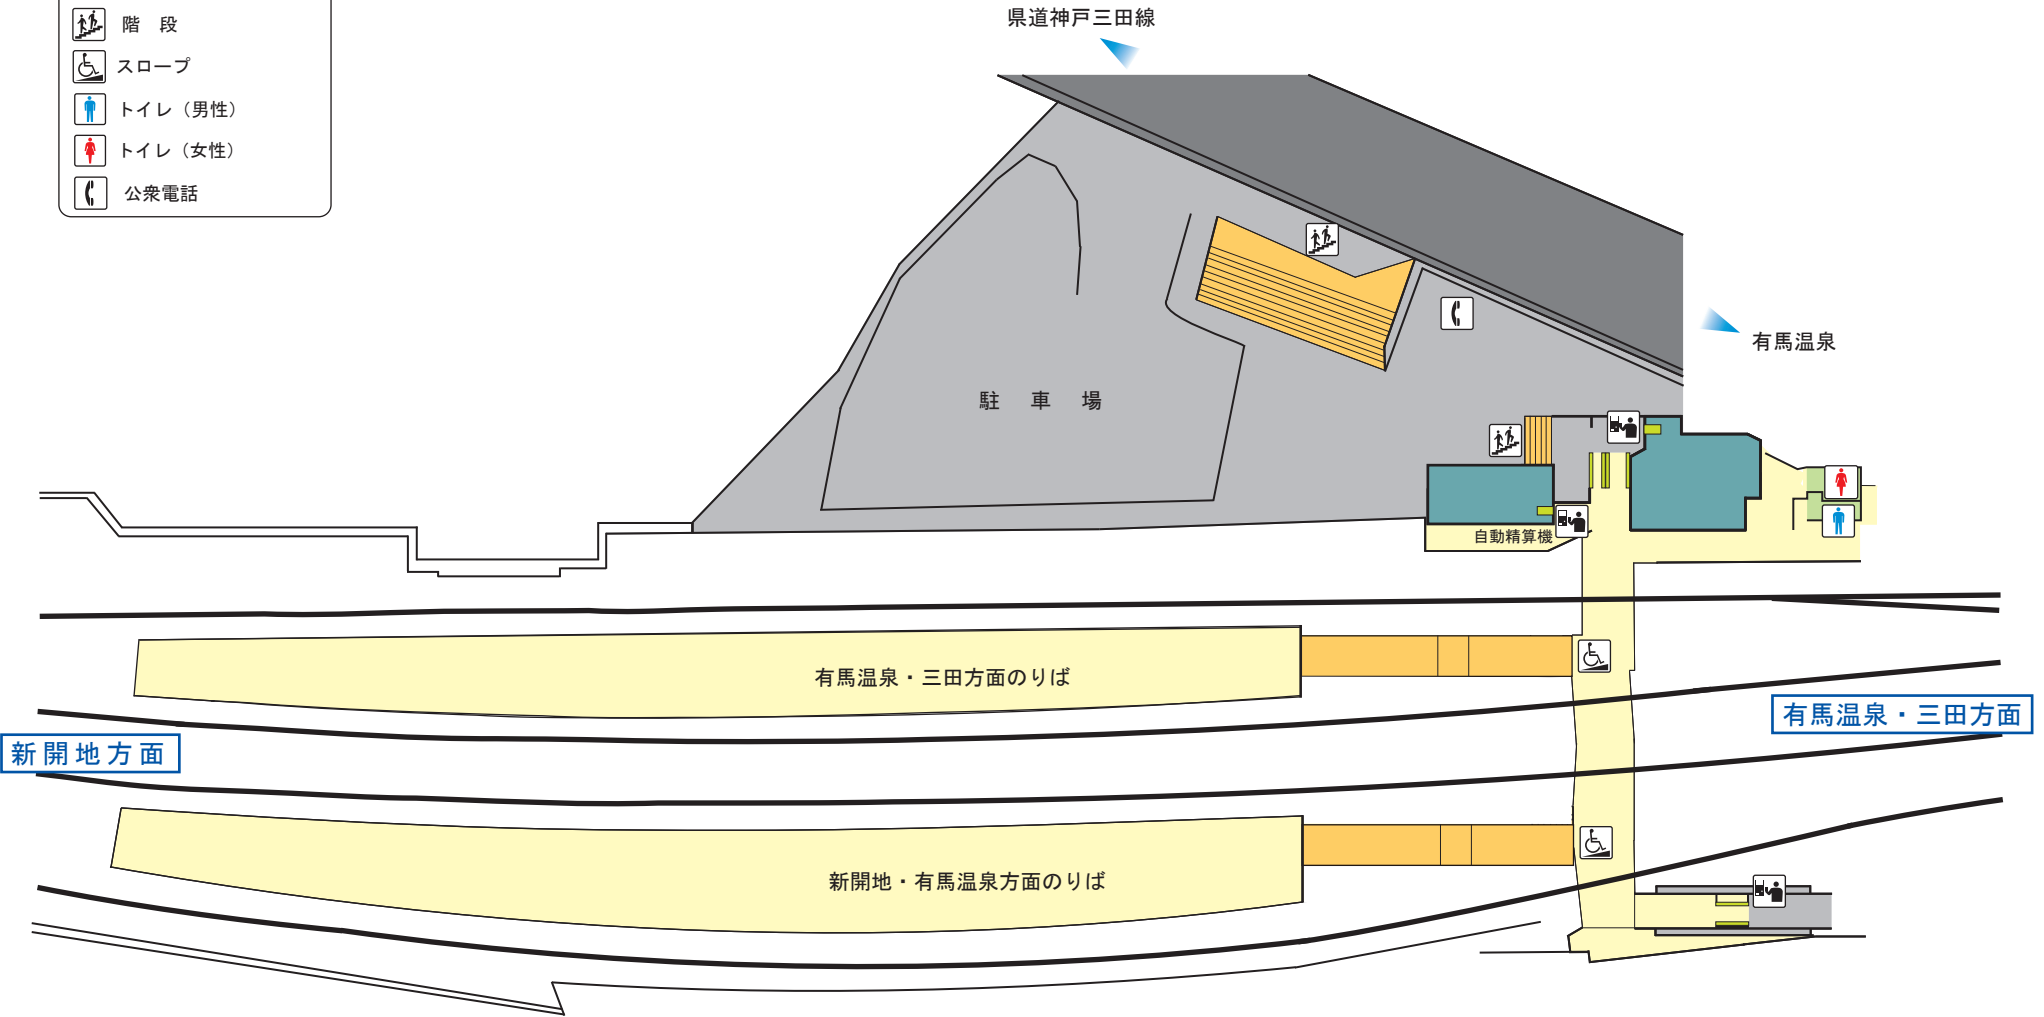 階　段
スロープ
トイレ（男性）
トイレ（女性）
公衆電話
県道神戸三田線
有馬温泉
駐　車　場
自動精算機
有馬温泉・三田方面のりば
有馬温泉・三田方面
新開地方面
新開地・有馬温泉方面のりば